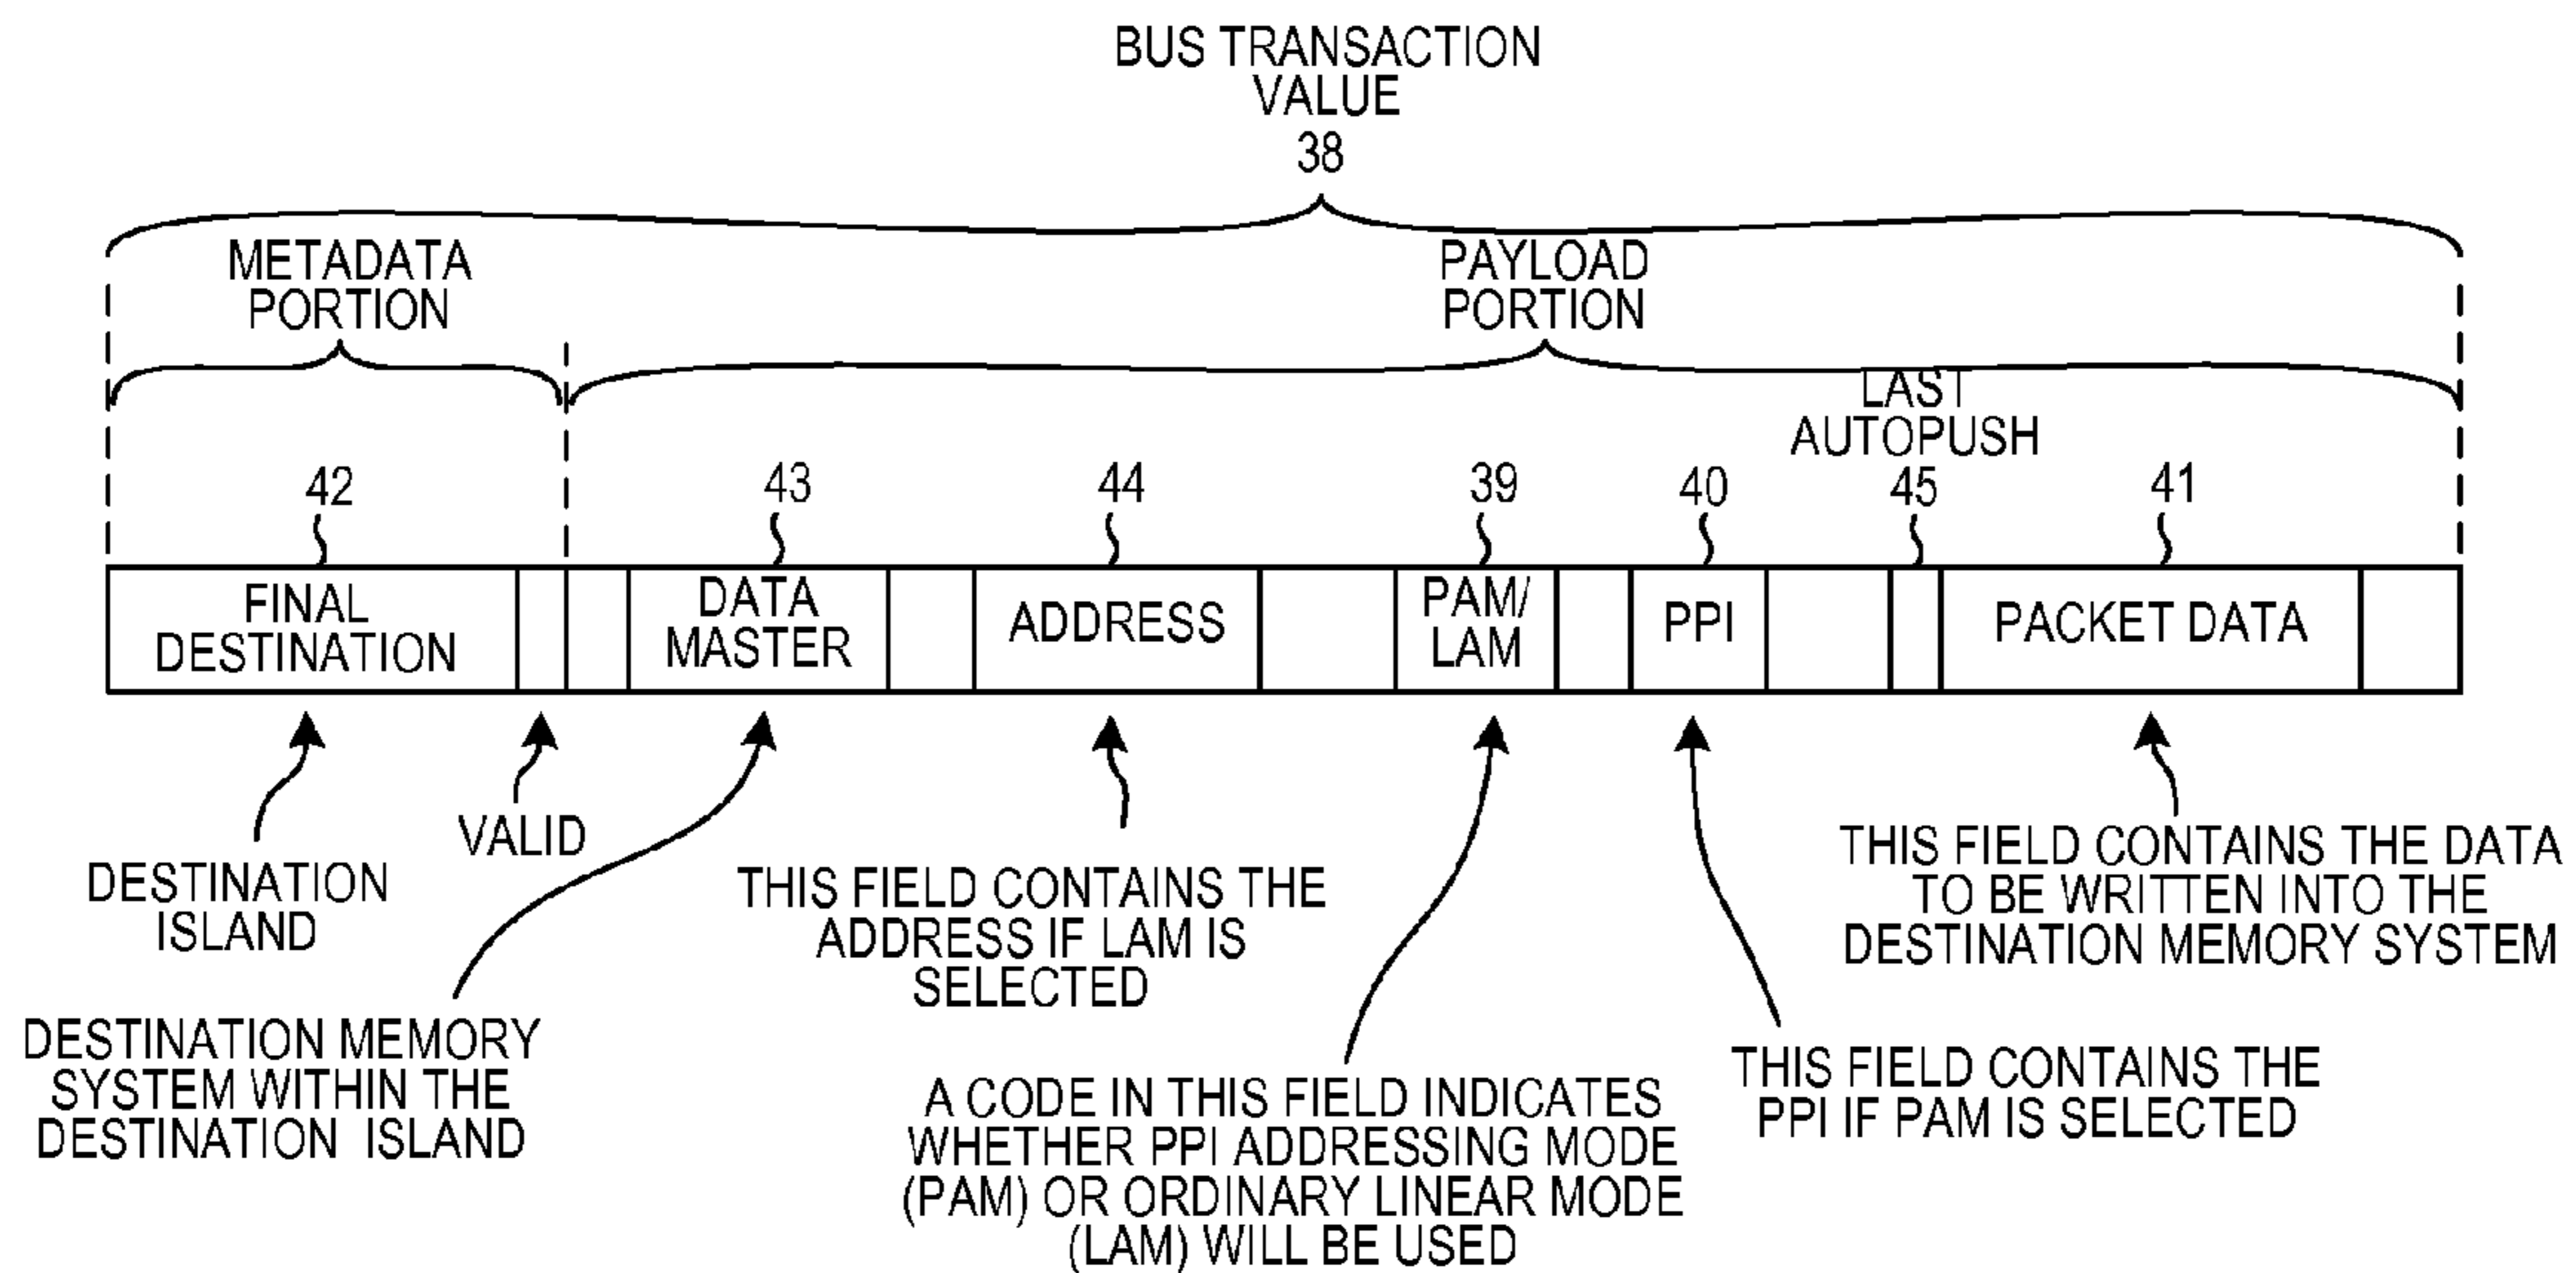 BUS TRANSACTION
VALUE
38
METADATA
PORTION
PAYLOAD
PORTION
LAST
AUTOPUSH
42
43
44
39
40
45
41
FINAL
DESTINATION
DATA
MASTER
ADDRESS
PAM/
LAM
PPI
PACKET DATA
DESTINATION
ISLAND
VALID
DESTINATION MEMORY
SYSTEM WITHIN THE
DESTINATION ISLAND
THIS FIELD CONTAINS THE
ADDRESS IF LAM IS
SELECTED
A CODE IN THIS FIELD INDICATES
WHETHER PPI ADDRESSING MODE
(PAM) OR ORDINARY LINEAR MODE
(LAM) WILL BE USED
THIS FIELD CONTAINS THE
PPI IF PAM IS SELECTED
THIS FIELD CONTAINS THE DATA
TO BE WRITTEN INTO THE
DESTINATION MEMORY SYSTEM